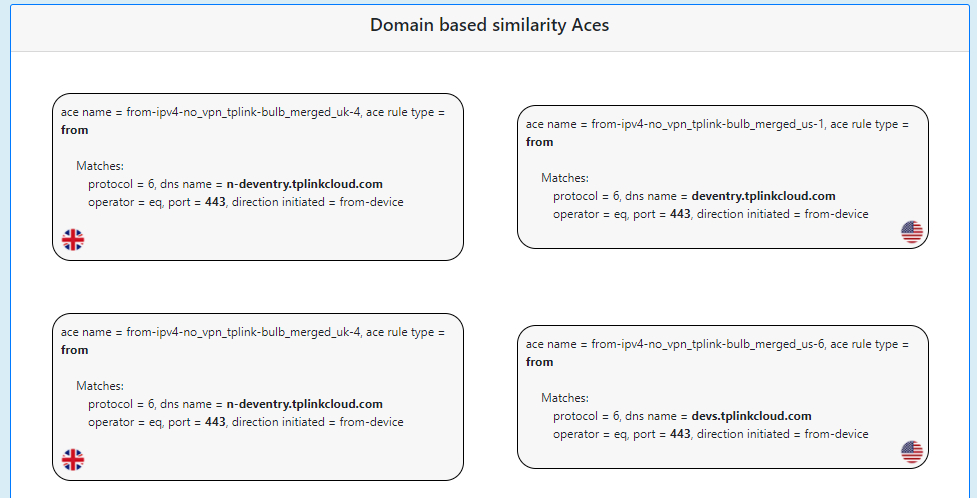 Domain based similarity Aces
ace name = from-ipv4-no_vpn_tplink-bulb_merged_uk-4, ace rule type =
from
Matches:
protocol = 6, dns name = n-deventry.tplinkcloud.com
operator = eq, port = 443, direction initiated = from-device
ace name = from-ipv4-no_vpn_tplink-bulb_merged_us-1, ace rule type =
from
Matches:
protocol = 6, dns name = deventry.tplinkcloud.com
operator = eq, port = 443, direction initiated = from-device
ace name = from-ipv4-no_vpn_tplink-bulb_merged_uk-4, ace rule type =
from
Matches:
protocol = 6, dns name = n-deventry.tplinkcloud.com
operator = eq, port = 443, direction initiated = from-device
ace name = from-ipv4-no_vpn_tplink-bulb_merged_us-6, ace rule type =
from
Matches:
protocol = 6, dns name = devs.tplinkcloud.com
operator = eq, port = 443, direction initiated = from-device